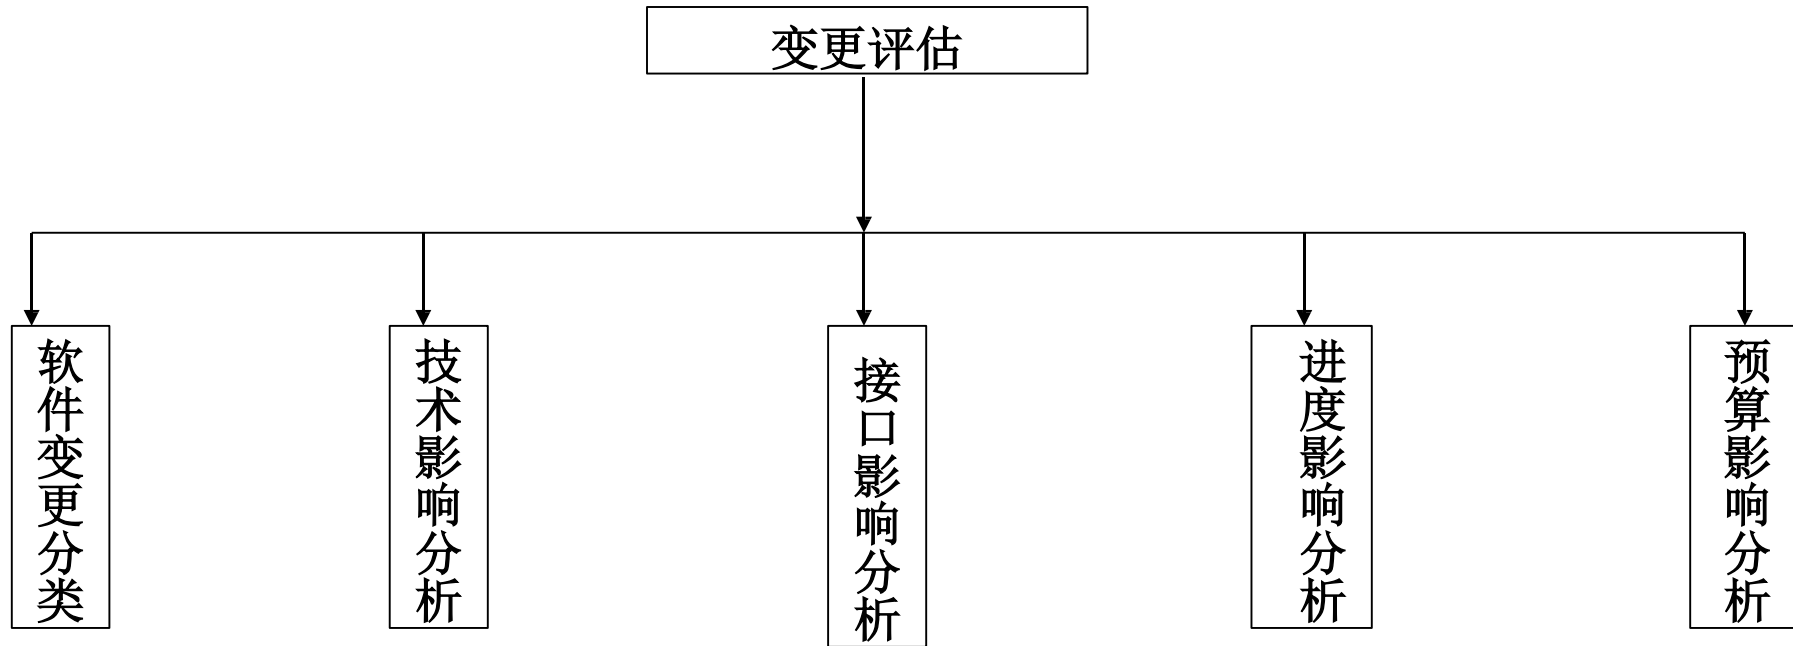 变更评估
软件变更分类
技术影响分析
接口影响分析
进度影响分析
预算影响分析